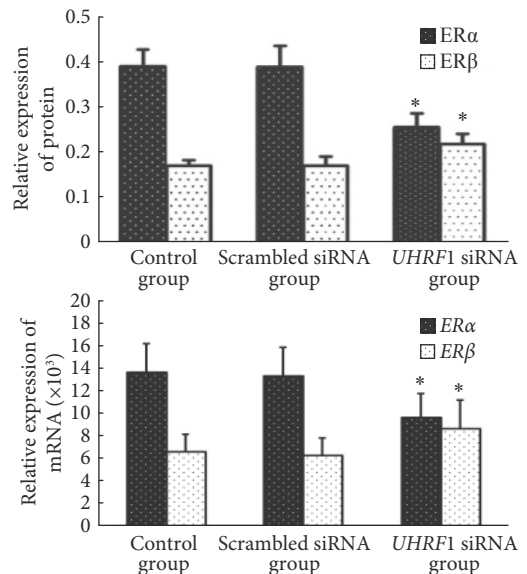 0.5
0.4
0.3
0.2
0.1
0
Relative expression
of protein
ERα
ERβ
*
*
Control
group
Scrambled siRNA
group
UHRF1 siRNA
group
20
18
16
14
12
10
8
6
4
2
0
Relative expression of
mRNA (×10³)
ERα
ERβ
*
*
Control
group
Scrambled siRNA
group
UHRF1 siRNA
group